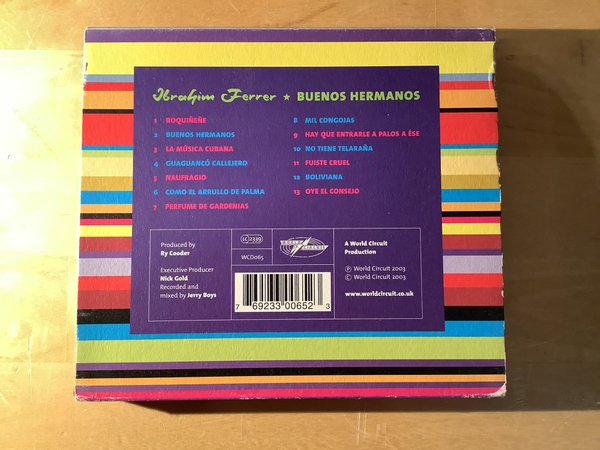 Ibrahim Ferrer ★ BUENOS HERMANOS
1 BOQUIÑEÑE
2 BUENOS HERMANOS
3 LA MÚSICA CUBANA
4 GUAGUANCÓ CALLEJERO
5 NAUFRAGIO
6 COMO EL ARRULLO DE PALMA
7 PERFUME DE GARDENIAS
8 MIL CONGOJAS
9 HAY QUE ENTRARLE A PALOS A ÉSE
10 NO TIENE TELARAÑA
11 FUISTE CRUEL
12 BOLIVIANA
13 OYE EL CONSEJO
Produced by
Ry Cooder
Executive Producer
Nick Gold
Recorded and
mixed by Jerry Boys
LC2339
WCD065
WORLD
CIRCUIT
A World Circuit
Production
Ⓟ World Circuit 2003
© World Circuit 2003
www.worldcircuit.co.uk
7 69233 00652 3